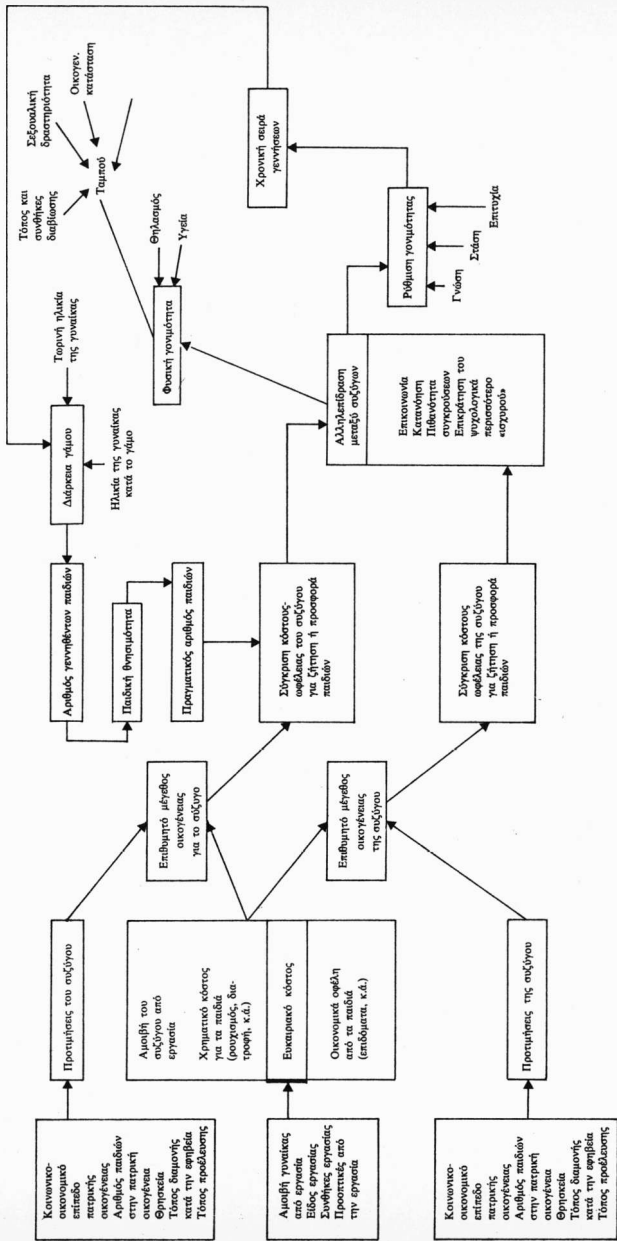 Κοινωνικο-
οικονομικό
επίπεδο
πατρικής
οικογένειας
Αριθμός παιδιών
στην πατρική
οικογένεια
Θρησκεία
Τόπος διαμονής
κατά την εφηβεία
Τόπος προέλευσης
Αμοιβή γυναίκας
από εργασία
Είδος εργασίας
Συνθήκες εργασίας
Προοπτικές από
την εργασία
Κοινωνικο-
οικονομικό
επίπεδο
πατρικής
οικογένειας
Αριθμός παιδιών
στην πατρική
οικογένεια
Θρησκεία
Τόπος διαμονής
κατά την εφηβεία
Τόπος προέλευσης
Προτιμήσεις του συζύγου
Αμοιβή του
συζύγου από
εργασία
Χρηματικό κόστος
για τα παιδιά
(ρουχισμός, δια-
τροφή, κ.ά.)
Ευκαιριακό κόστος
Οικονομικά οφέλη
από τα παιδιά
(επιδόματα, κ.ά.)
Προτιμήσεις της συζύγου
Επιθυμητό μέγεθος
οικογένειας
για το σύζυγο
Επιθυμητό μέγεθος
οικογένειας
της συζύγου
Αριθμός γεννηθέντων παιδιών
Παιδική θνησιμότητα
Πραγματικός αριθμός παιδιών
Σύγκριση κόστους-
ωφέλειας του συζύγου
για ζήτηση ή προσφορά
παιδιών
Σύγκριση κόστους
ωφέλειας της συζύγου
για ζήτηση ή προσφορά
παιδιών
Διάρκεια γάμου
Τωρινή ηλικία
της γυναίκας
Ηλικία της γυναίκας
κατά το γάμο
Αλληλεπίδραση
μεταξύ συζύγων
Επικοινωνία
Κατανόηση
Πιθανότητα
συγκρούσεων
Επικράτηση του
ψυχολογικά
περισσότερο
«ισχυρού»
Φυσική γονιμότητα
Θηλασμός
Υγεία
Τόπος και
συνθήκες
διαβίωσης
Σεξουαλική
δραστηριότητα
Οικογεν.
κατάσταση
Ταμπού
Ρύθμιση γονιμότητας
Γνώση
Στάση
Επιτυχία
Χρονική σειρά
γεννήσεων